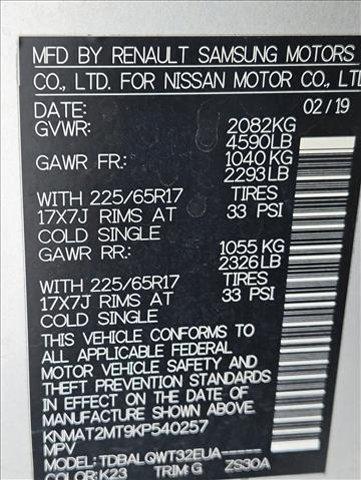 MFD BY RENAULT SAMSUNG MOTORS
CO., LTD. FOR NISSAN MOTOR CO., LTD
DATE: 02/19
GVWR: 2082KG
4590LB
GAWR FR: 1040 KG
2293 LB
WITH 225/65R17 TIRES
17X7J RIMS AT 33 PSI
COLD SINGLE
GAWR RR: 1055 KG
2326 LB
WITH 225/65R17 TIRES
17X7J RIMS AT 33 PSI
COLD SINGLE
THIS VEHICLE CONFORMS TO
ALL APPLICABLE FEDERAL
MOTOR VEHICLE SAFETY AND
THEFT PREVENTION STANDARDS
IN EFFECT ON THE DATE OF
MANUFACTURE SHOWN ABOVE.
KNMAT2MT9KP540257
MPV
MODEL: TDBALQWT32EUA-----
COLOR: K23 TRIM: G ZS30A